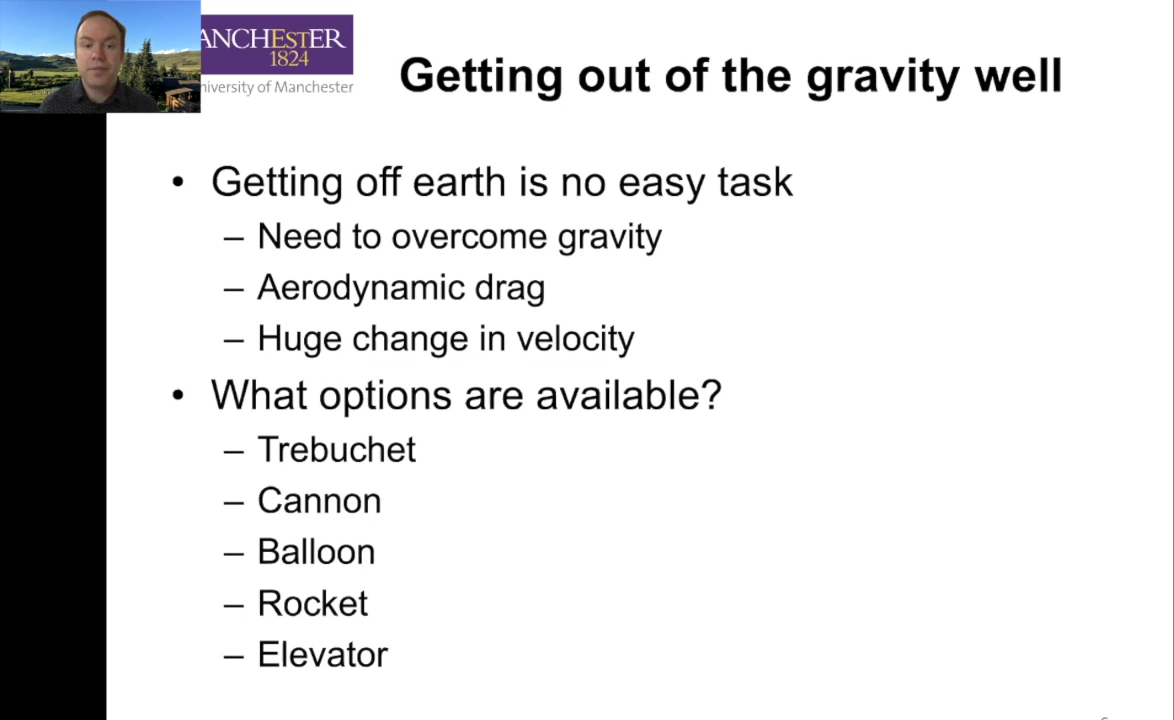 ANCHESTER
1824
niversity of Manchester
Getting out of the gravity well
• Getting off earth is no easy task
– Need to overcome gravity
– Aerodynamic drag
– Huge change in velocity
• What options are available?
– Trebuchet
– Cannon
– Balloon
– Rocket
– Elevator